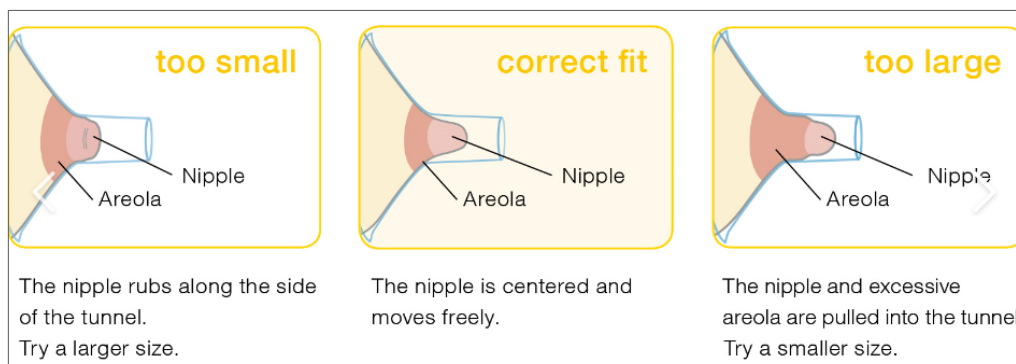 too small
Nipple
Areola
The nipple rubs along the side
of the tunnel.
Try a larger size.
correct fit
Nipple
Areola
The nipple is centered and
moves freely.
too large
Nipple
Areola
The nipple and excessive
areola are pulled into the tunnel
Try a smaller size.